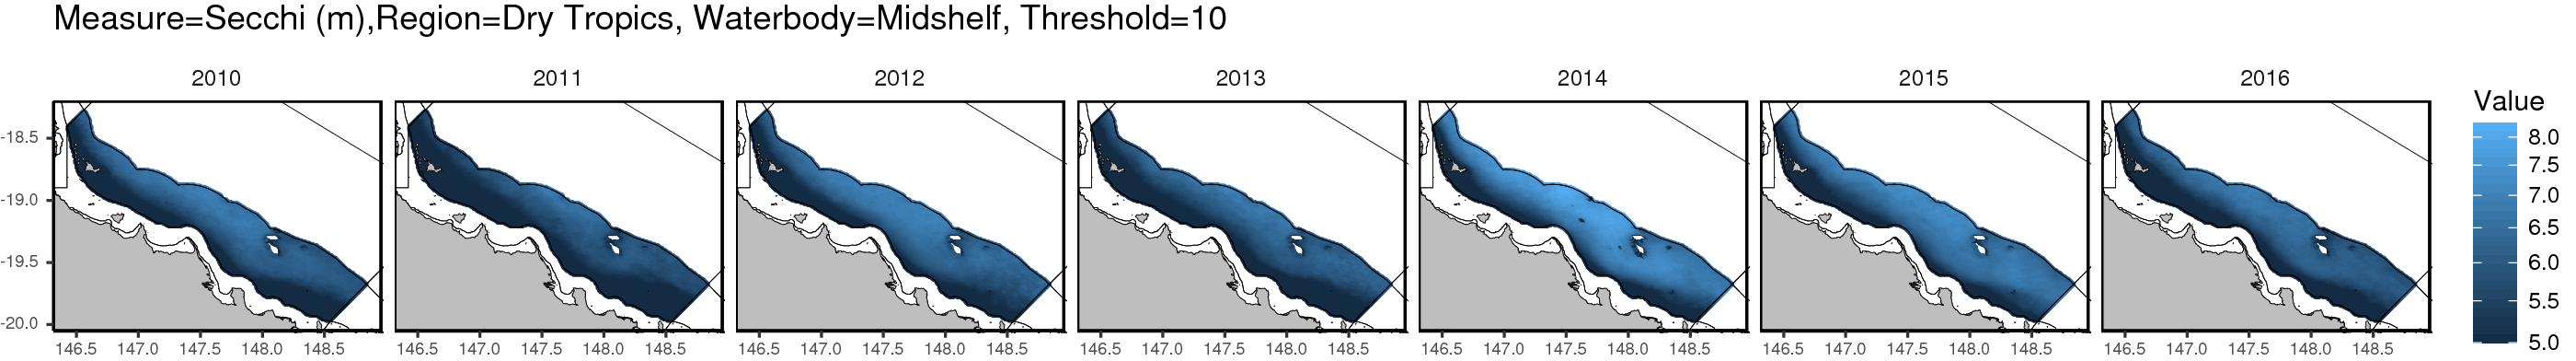 Measure=Secchi (m),Region=Dry Tropics, Waterbody=Midshelf, Threshold=10
2010 2011 2012 2013 2014 2015 2016
Value
-18.5
-19.0
-19.5
-20.0
8.0
7.5
7.0
6.5
6.0
5.5
5.0
146.5 147.0 147.5 148.0 148.5 146.5 147.0 147.5 148.0 148.5 146.5 147.0 147.5 148.0 148.5 146.5 147.0 147.5 148.0 148.5 146.5 147.0 147.5 148.0 148.5 146.5 147.0 147.5 148.0 148.5 146.5 147.0 147.5 148.0 148.5